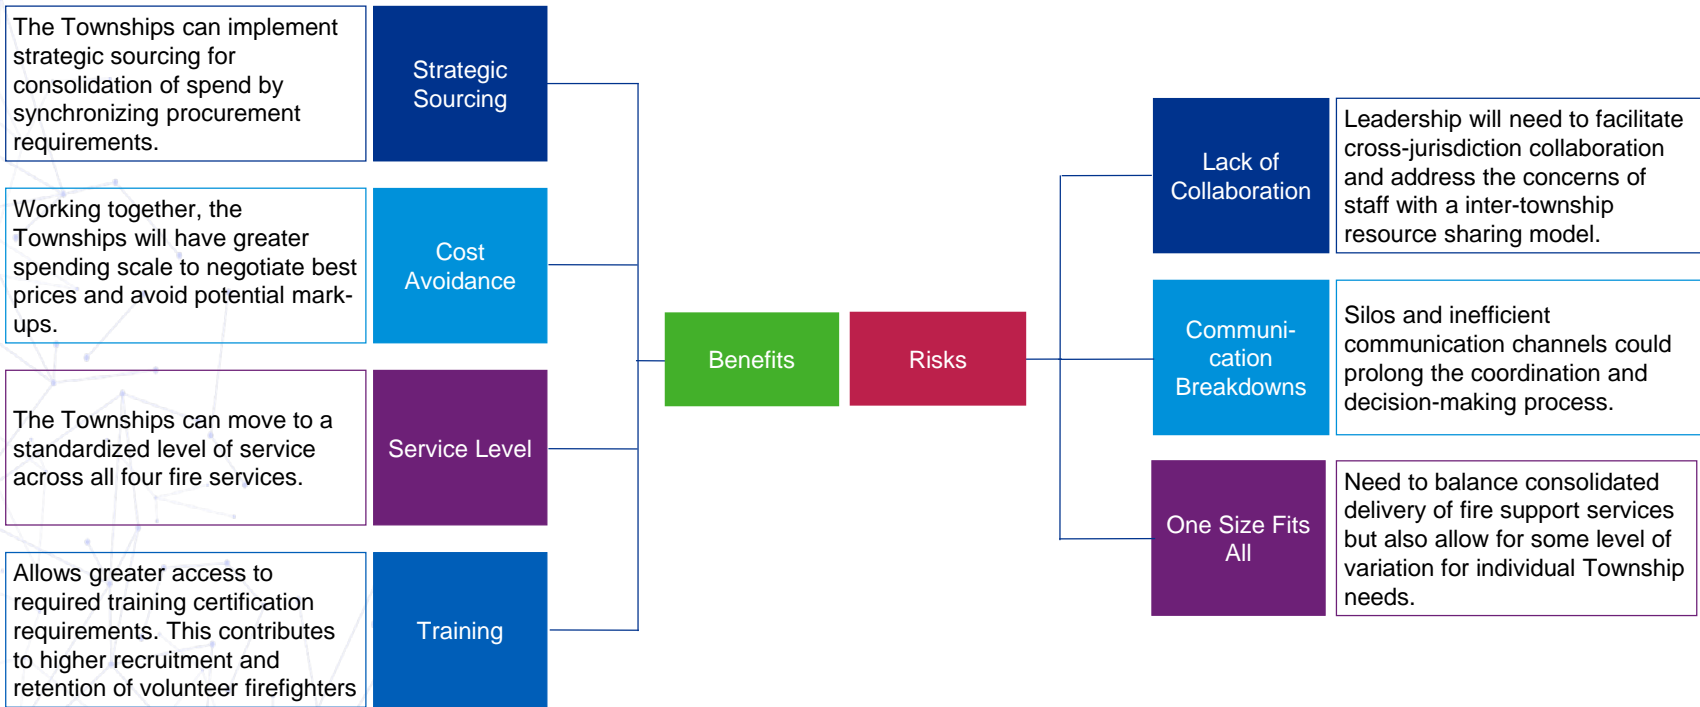 The Townships can implement
strategic sourcing for
consolidation of spend by
synchronizing procurement
requirements.
Strategic
Sourcing
Working together, the
Townships will have greater
spending scale to negotiate best
prices and avoid potential mark-
ups.
Cost
Avoidance
The Townships can move to a
standardized level of service
across all four fire services.
Service Level
Allows greater access to
required training certification
requirements. This contributes
to higher recruitment and
retention of volunteer firefighters
Training
Benefits
Risks
Lack of
Collaboration
Leadership will need to facilitate
cross-jurisdiction collaboration
and address the concerns of
staff with a inter-township
resource sharing model.
Communi-
cation
Breakdowns
Silos and inefficient
communication channels could
prolong the coordination and
decision-making process.
One Size Fits
All
Need to balance consolidated
delivery of fire support services
but also allow for some level of
variation for individual Township
needs.